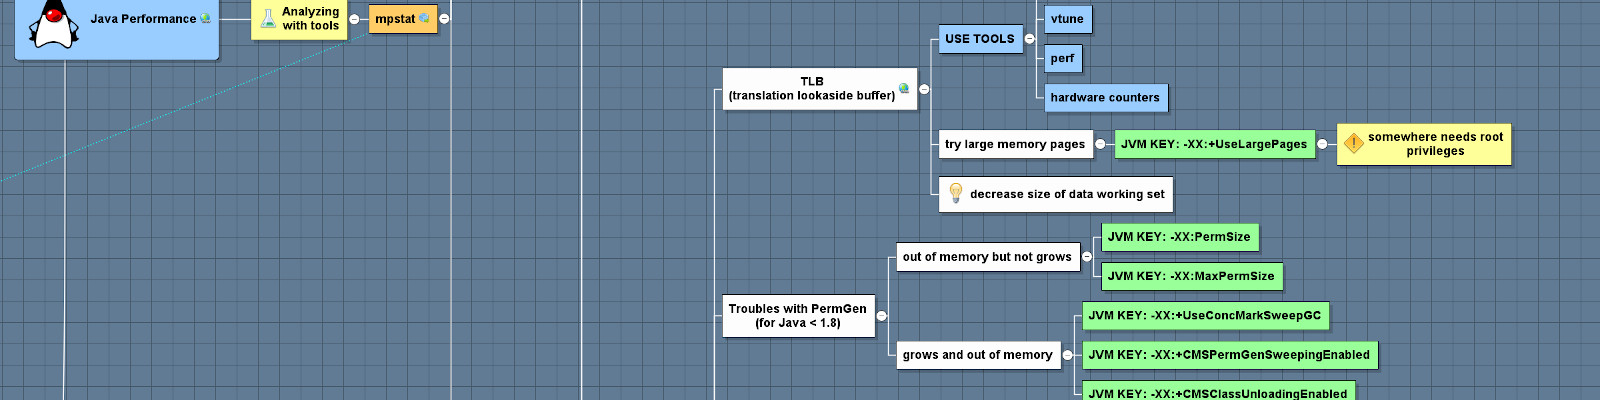 Java Performance
Analyzing
with tools
mpstat
TLB
(translation lookaside buffer)
USE TOOLS
vtune
perf
hardware counters
try large memory pages
JVM KEY: -XX:+UseLargePages
somewhere needs root
privileges
decrease size of data working set
Troubles with PermGen
(for Java < 1.8)
out of memory but not grows
JVM KEY: -XX:PermSize
JVM KEY: -XX:MaxPermSize
grows and out of memory
JVM KEY: -XX:+UseConcMarkSweepGC
JVM KEY: -XX:+CMSPermGenSweepingEnabled
JVM KEY: -XX:+CMSClassUnloadingEnabled